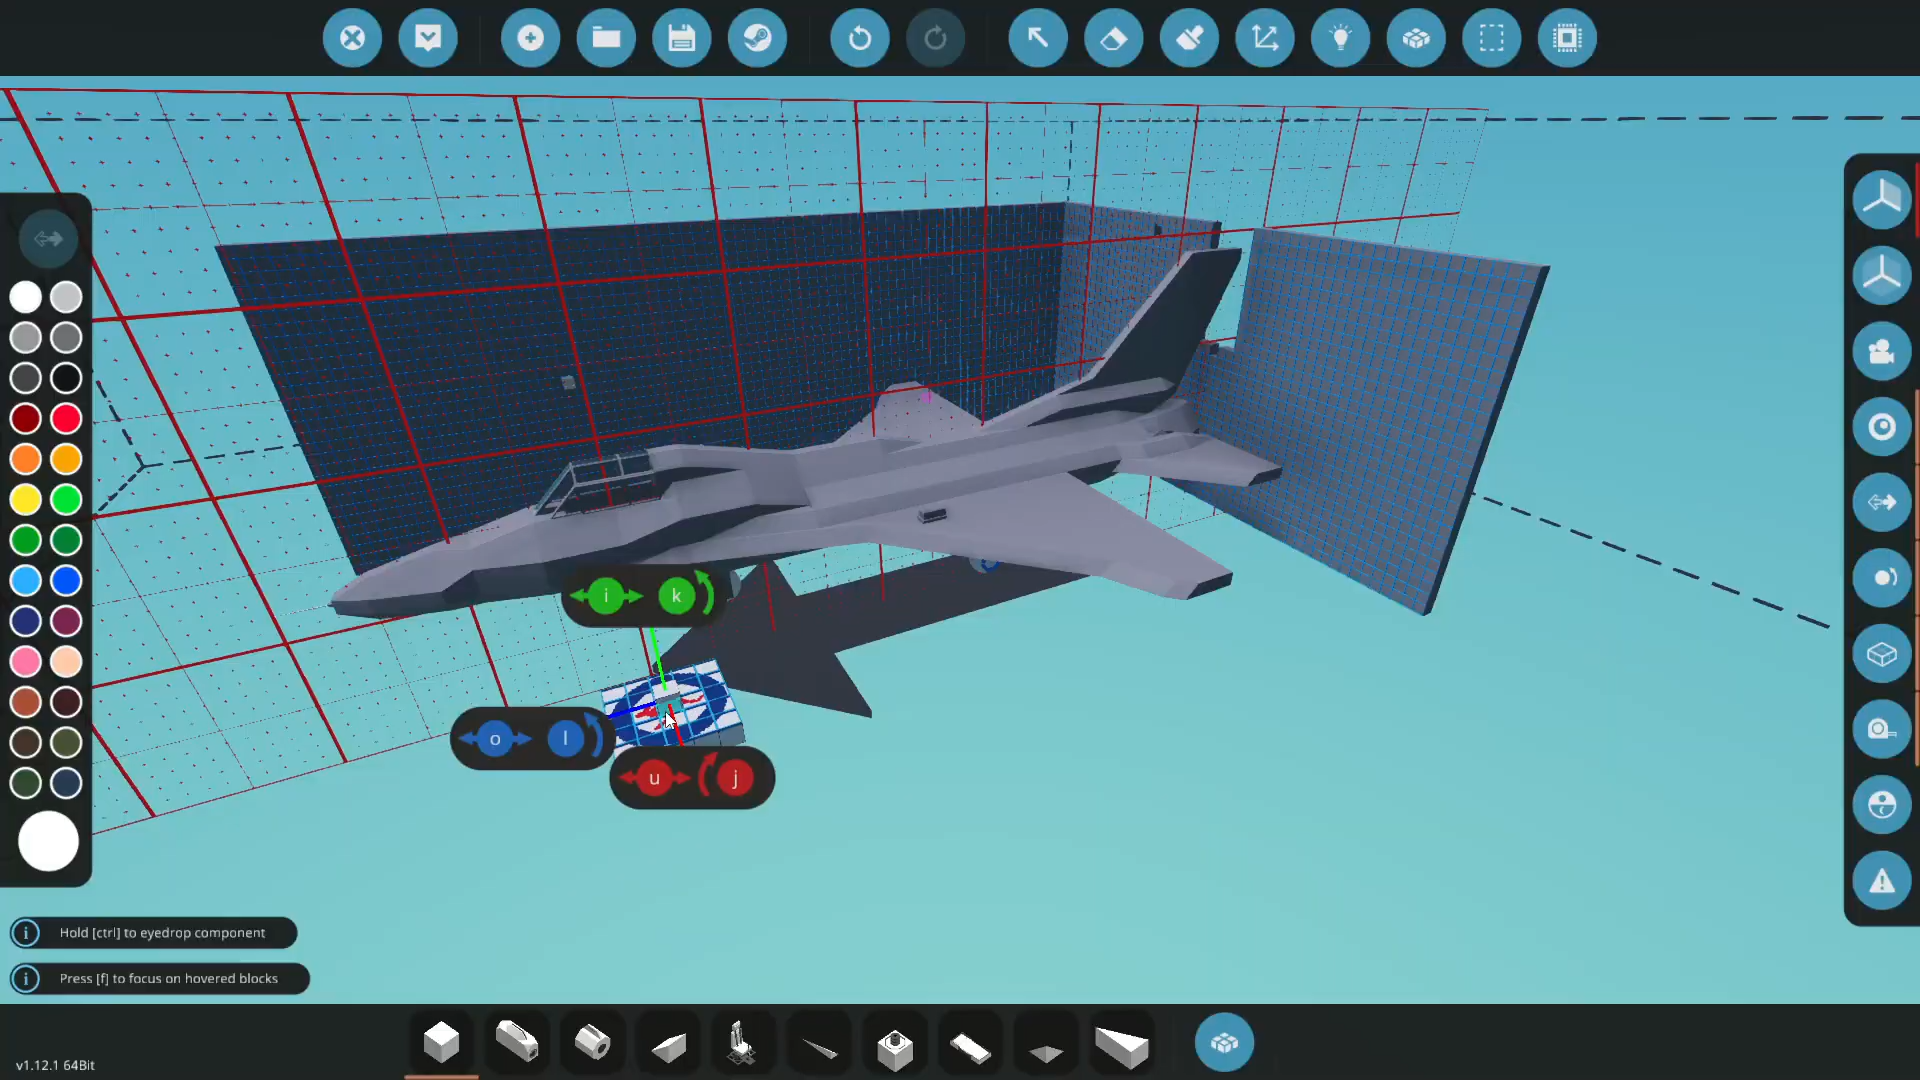 i
k
o
l
u
j
Hold [ctrl] to eyedrop component
Press [f] to focus on hovered blocks
v1.12.1 64Bit